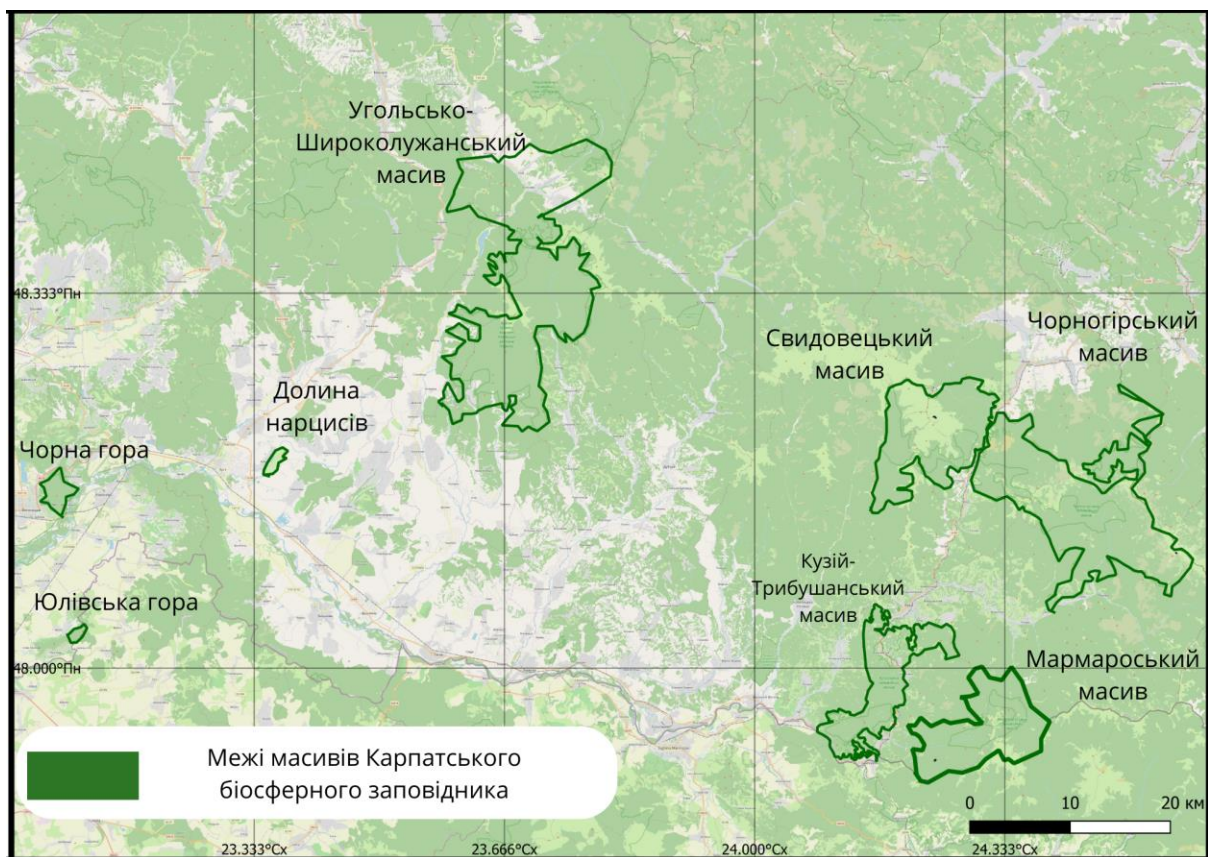 Угольсько-
Широколужанський
масив
48.333°Пн
Чорногірський
масив
Свидовецький
масив
Долина
нарцисів
Чорна гора
Кузій-
Трибушанський
масив
Юлівська гора
48.000°Пн
Мармароський
масив
Межі масивів Карпатського
біосферного заповідника
0 10 20 км
23.333°Сх 23.666°Сх 24.000°Сх 24.333°Сх